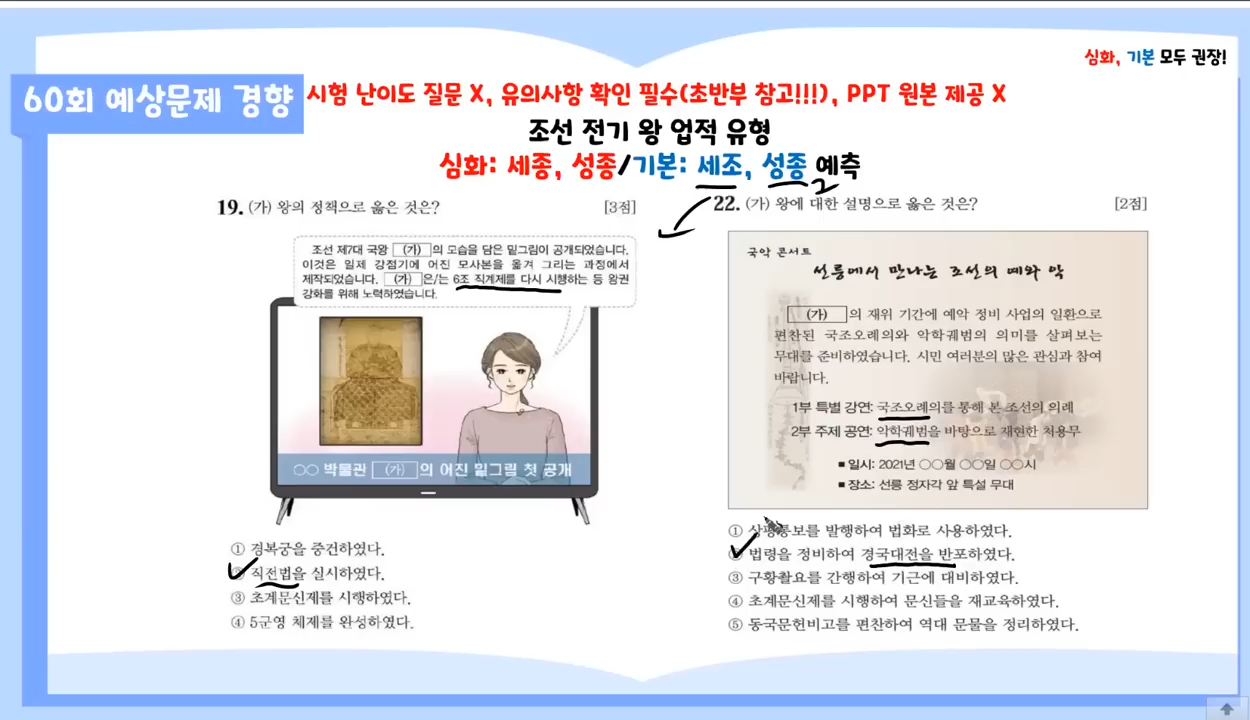 심화, 기본 모두 권장!
60회 예상문제 경향
시험 난이도 질문 X, 유의사항 확인 필수(초반부 참고!!!), PPT 원본 제공 X
조선 전기 왕 업적 유형
심화: 세종, 성종/기본: 세조, 성종 예측
19. (가) 왕의 정책으로 옳은 것은? [3점]
조선 제7대 국왕 (가) 의 모습을 담은 밑그림이 공개되었습니다.
이것은 일제 강점기에 어진 모사본을 옮겨 그리는 과정에서
제작되었습니다. (가) 은/는 6조 직계제를 다시 시행하는 등 왕권
강화를 위해 노력하였습니다.
○○ 박물관 (가) 의 어진 밑그림 첫 공개
① 경복궁을 중건하였다.
직전법을 실시하였다.
③ 초계문신제를 시행하였다.
④ 5군영 체제를 완성하였다.
2
22. (가) 왕에 대한 설명으로 옳은 것은? [2점]
국악 콘서트
선릉에서 만나는 조선의 예와 악
(가) 의 재위 기간에 예악 정비 사업의 일환으로
편찬된 국조오례의와 악학궤범의 의미를 살펴보는
무대를 준비하였습니다. 시민 여러분의 많은 관심과 참여
바랍니다.
1부 특별 강연: 국조오례의를 통해 본 조선의 의례
2부 주제 공연: 악학궤범을 바탕으로 재현한 처용무
■ 일시: 2021년 ○○월 ○○일 ○○시
■ 장소: 선릉 정자각 앞 특설 무대
① 상평통보를 발행하여 법화로 사용하였다.
법령을 정비하여 경국대전을 반포하였다.
③ 구황촬요를 간행하여 기근에 대비하였다.
④ 초계문신제를 시행하여 문신들을 재교육하였다.
⑤ 동국문헌비고를 편찬하여 역대 문물을 정리하였다.